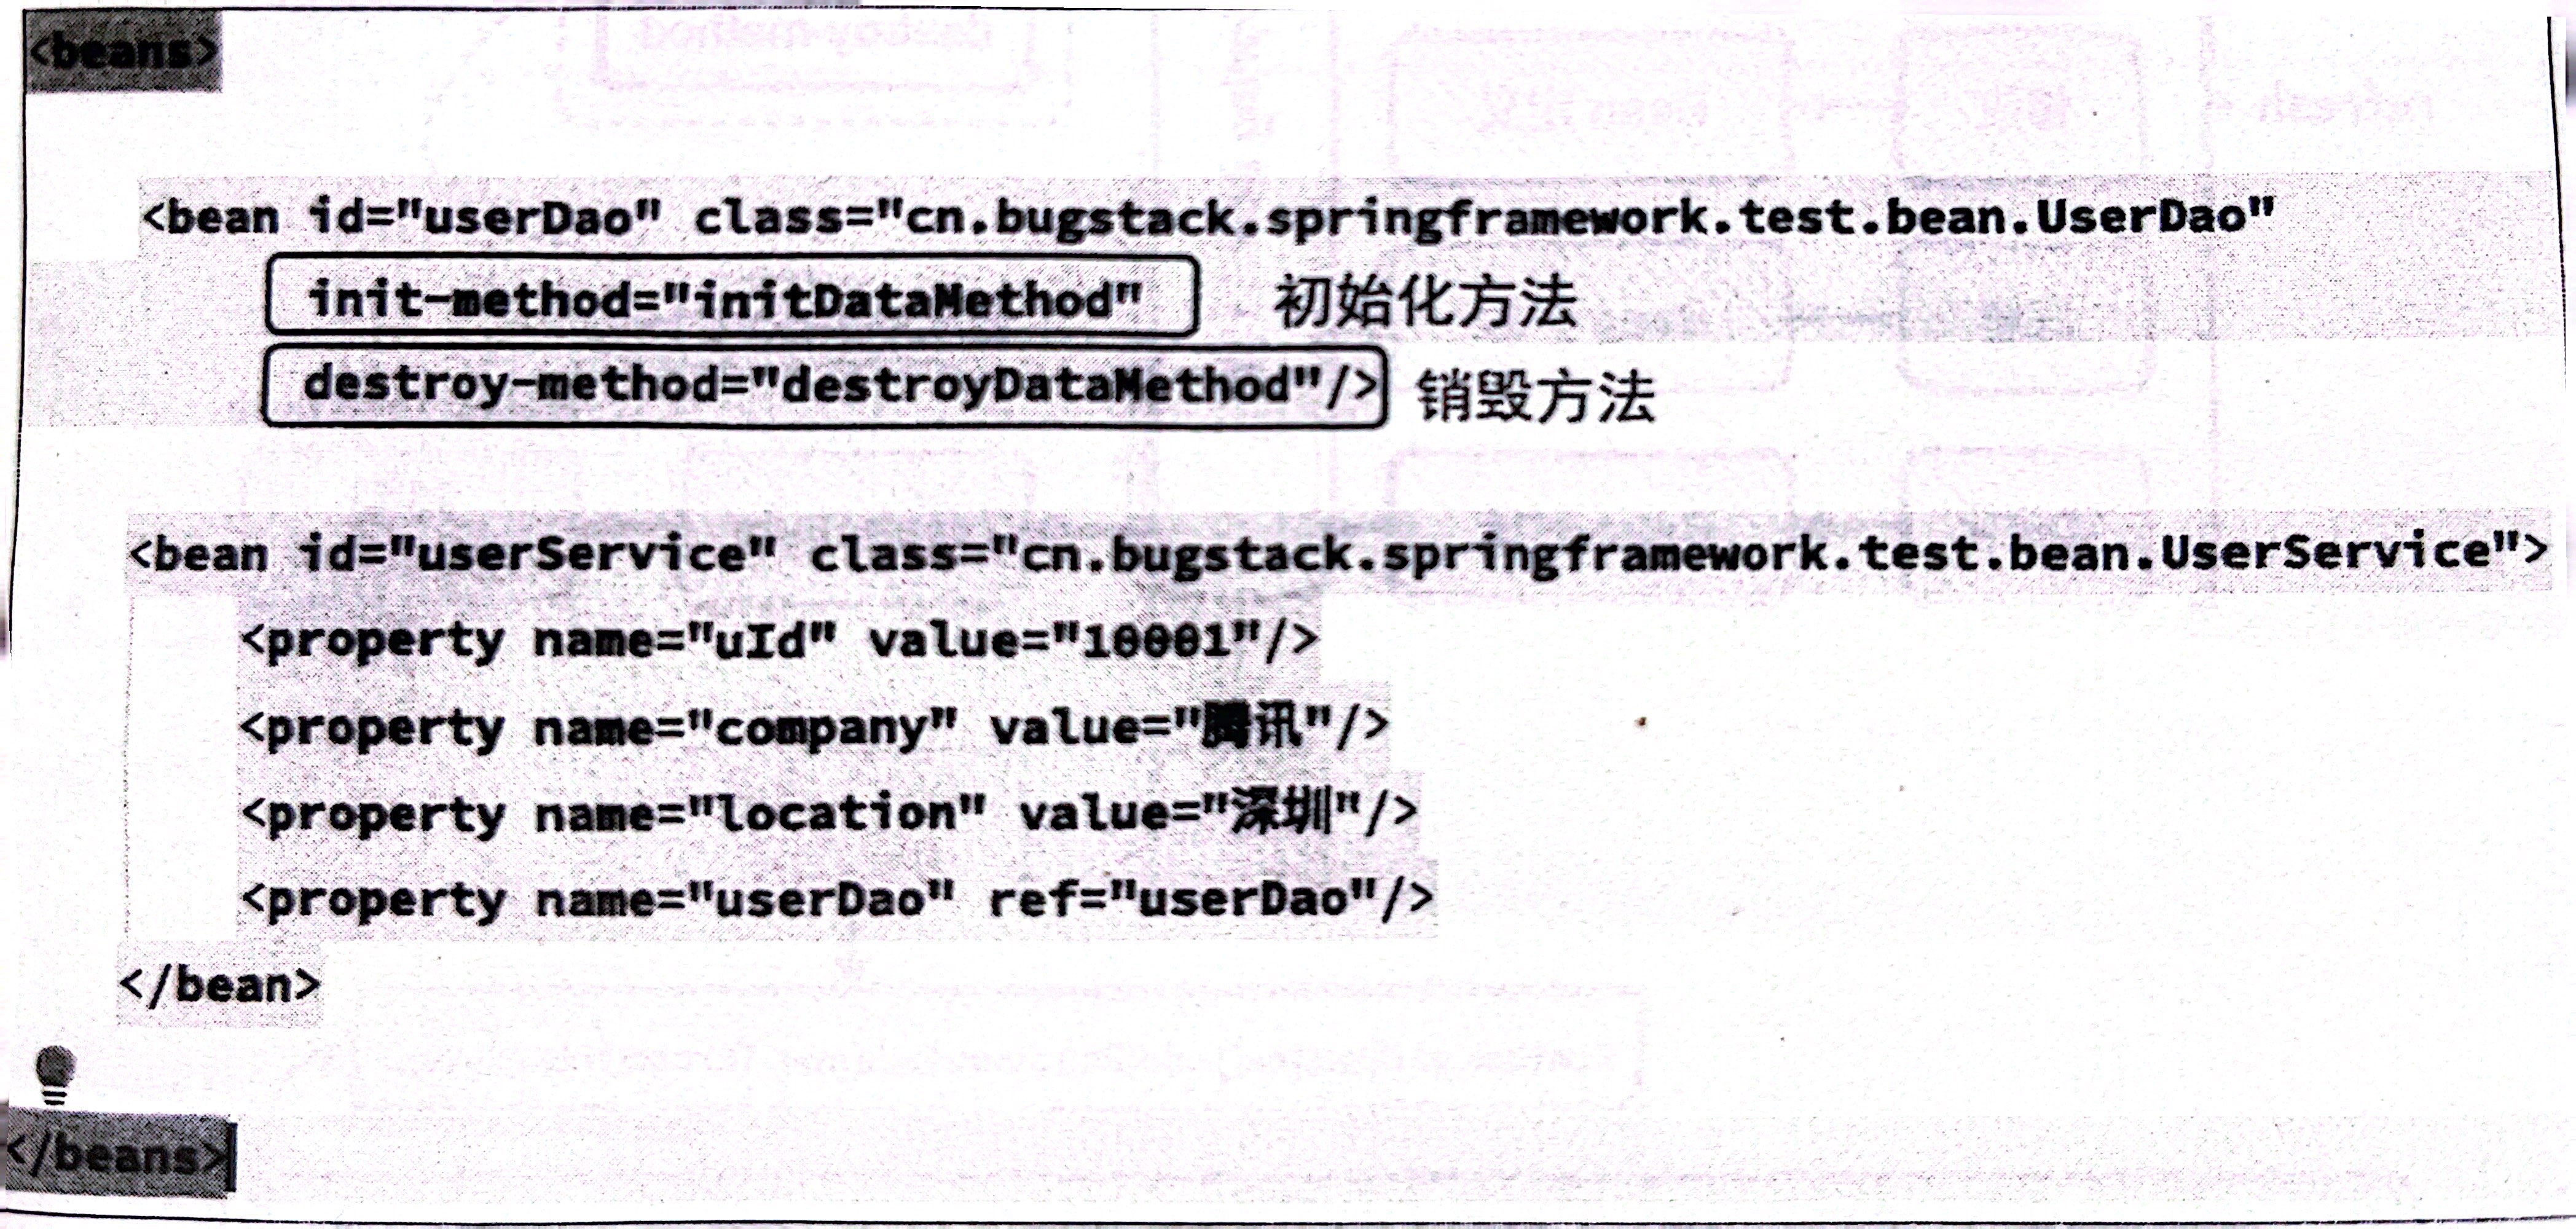 <beans>
<bean id="userDao" class="cn.bugstack.springframework.test.bean.UserDao"
init-method="initDataMethod" 初始化方法
destroy-method="destroyDataMethod"/> 销毁方法
<bean id="userService" class="cn.bugstack.springframework.test.bean.UserService">
<property name="uId" value="10001"/>
<property name="company" value="腾讯"/>
<property name="location" value="深圳"/>
<property name="userDao" ref="userDao"/>
</bean>
</beans>